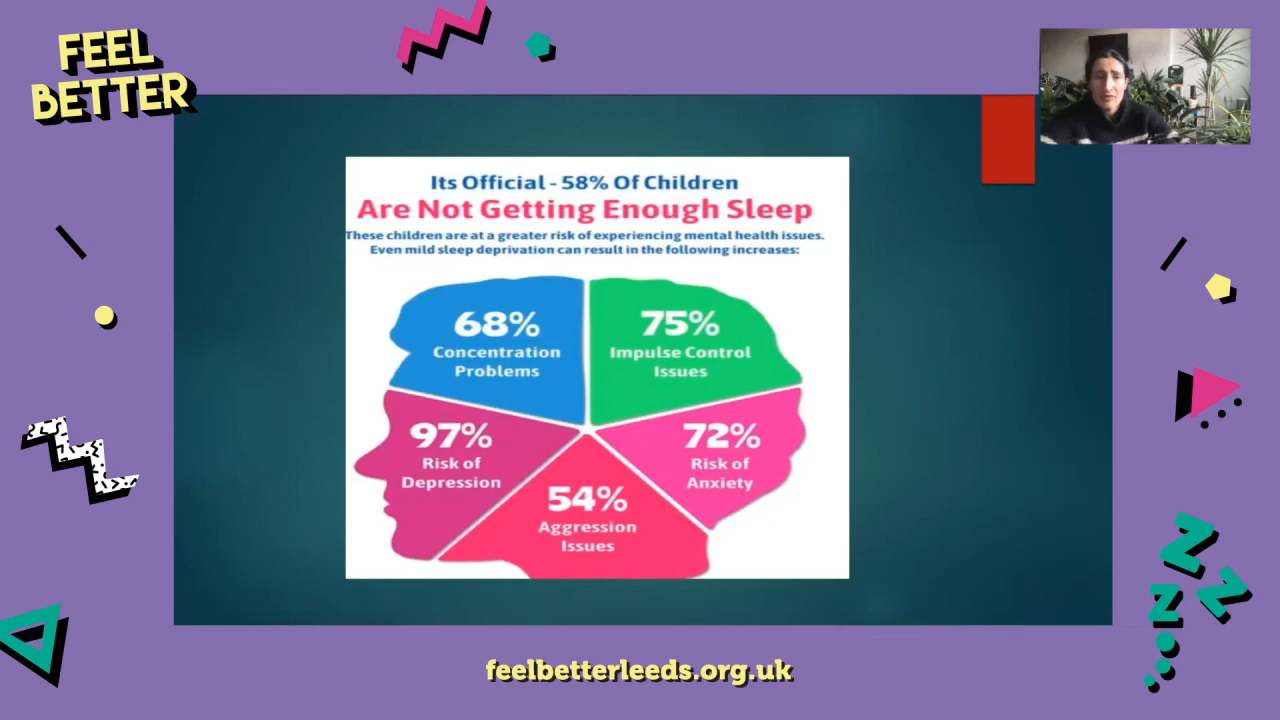 FEEL
BETTER
Its Official - 58% Of Children
Are Not Getting Enough Sleep
These children are at a greater risk of experiencing mental health issues.
Even mild sleep deprivation can result in the following increases:
68%
Concentration
Problems
75%
Impulse Control
Issues
97%
Risk of
Depression
72%
Risk of
Anxiety
54%
Aggression
Issues
Z
Z
Z
feelbetterleeds.org.uk